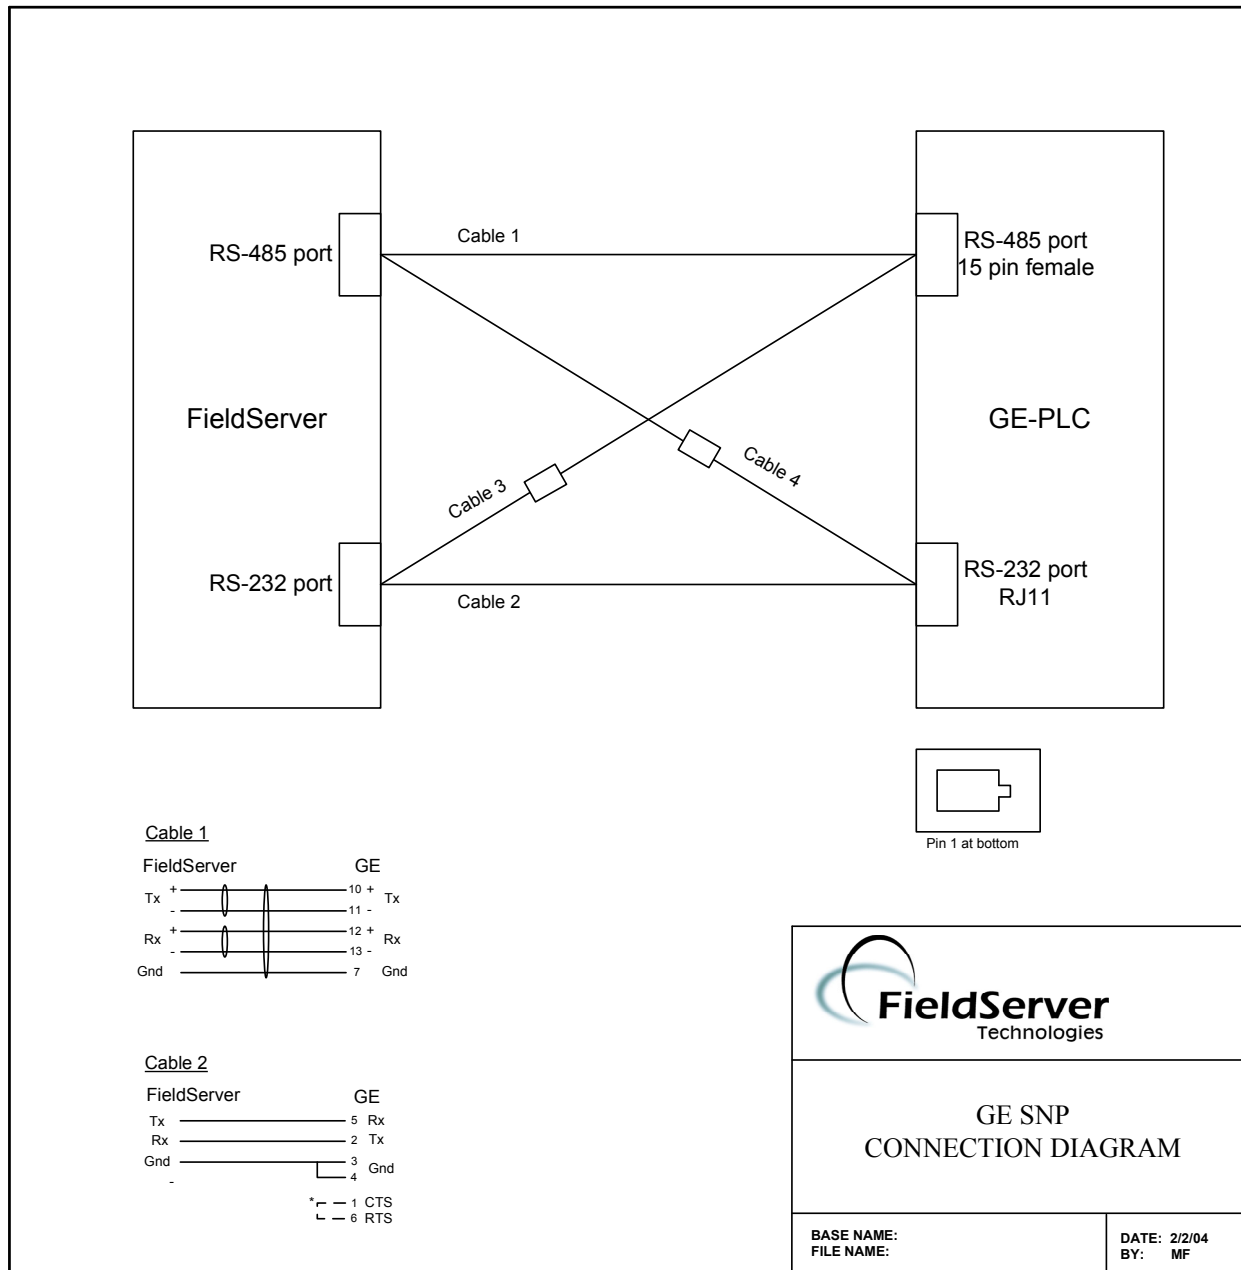 Cable 1
RS-485 port
RS-485 port
15 pin female
FieldServer
GE-PLC
Cable 4
Cable 3
RS-232 port
RS-232 port
RJ11
Cable 2
Pin 1 at bottom
Cable 1
FieldServer GE
Tx + 10 + Tx
- 11 -
Rx + 12 + Rx
- 13 -
Gnd 7 Gnd
Cable 2
FieldServer GE
Tx 5 Rx
Rx 2 Tx
Gnd 3 Gnd
- 4
* 1 CTS
6 RTS
FieldServer
Technologies
GE SNP
CONNECTION DIAGRAM
BASE NAME:
FILE NAME:
DATE: 2/2/04
BY: MF